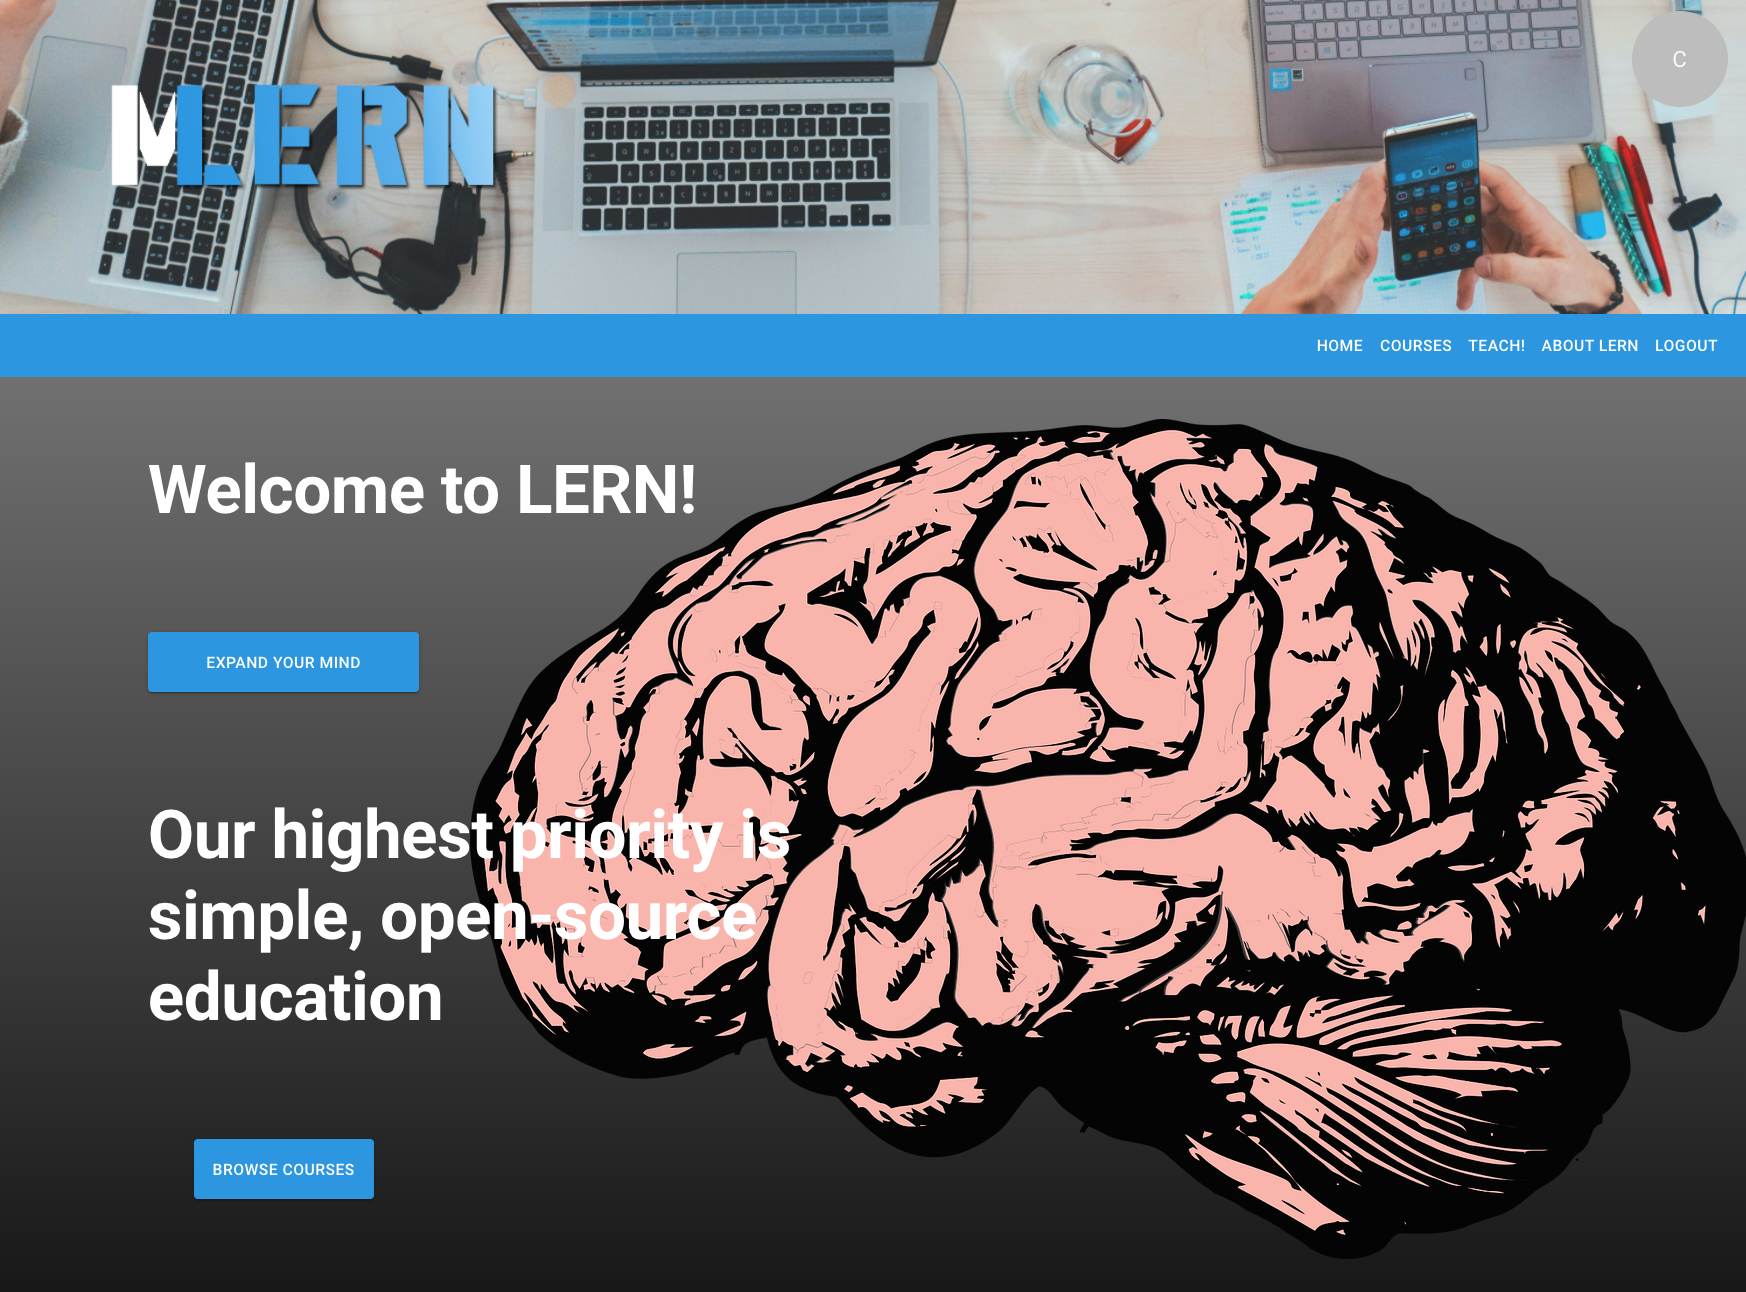 C
MLERN
HOME COURSES TEACH! ABOUT LERN LOGOUT
Welcome to LERN!
EXPAND YOUR MIND
Our highest priority is
simple, open-source
education
BROWSE COURSES